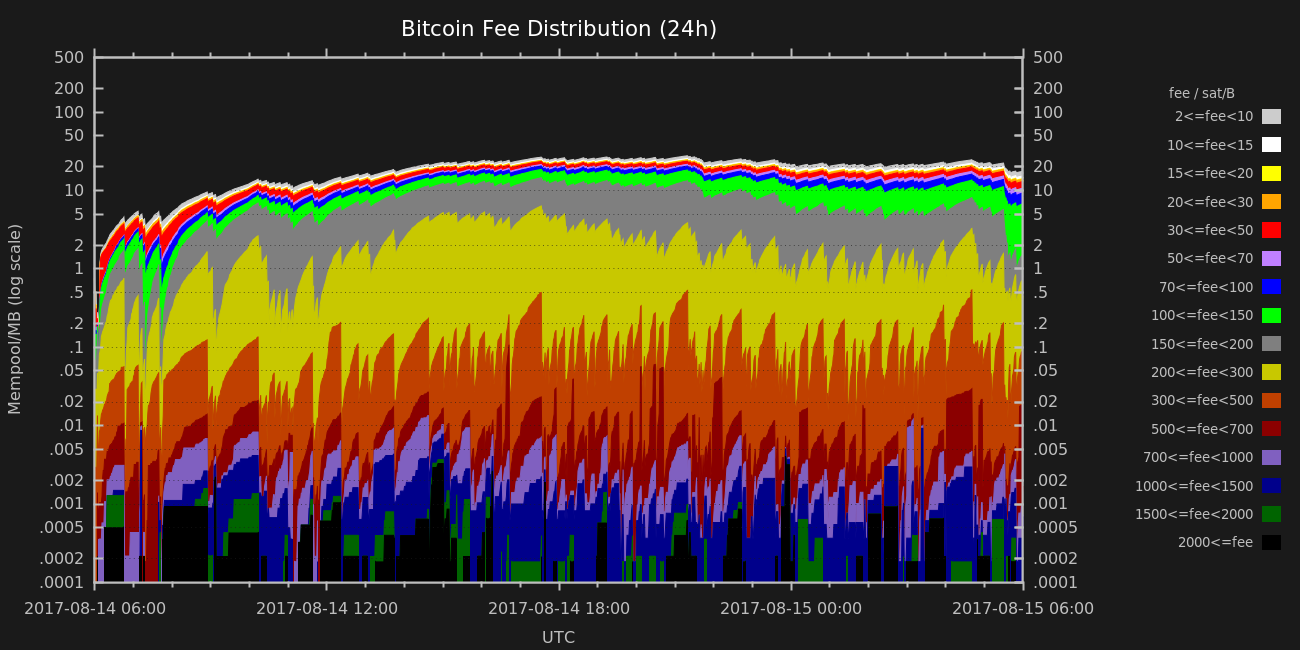 Bitcoin Fee Distribution (24h)
500 500
200 200
100 100
50 50
20 20
10 10
5 5
2 2
1 1
.5 .5
.2 .2
.1 .1
.05 .05
.02 .02
.01 .01
.005 .005
.002 .002
.001 .001
.0005 .0005
.0002 .0002
.0001 .0001
Mempool/MB (log scale)
2017-08-14 06:00 2017-08-14 12:00 2017-08-14 18:00 2017-08-15 00:00 2017-08-15 06:00
UTC
fee / sat/B
2<=fee<10
10<=fee<15
15<=fee<20
20<=fee<30
30<=fee<50
50<=fee<70
70<=fee<100
100<=fee<150
150<=fee<200
200<=fee<300
300<=fee<500
500<=fee<700
700<=fee<1000
1000<=fee<1500
1500<=fee<2000
2000<=fee